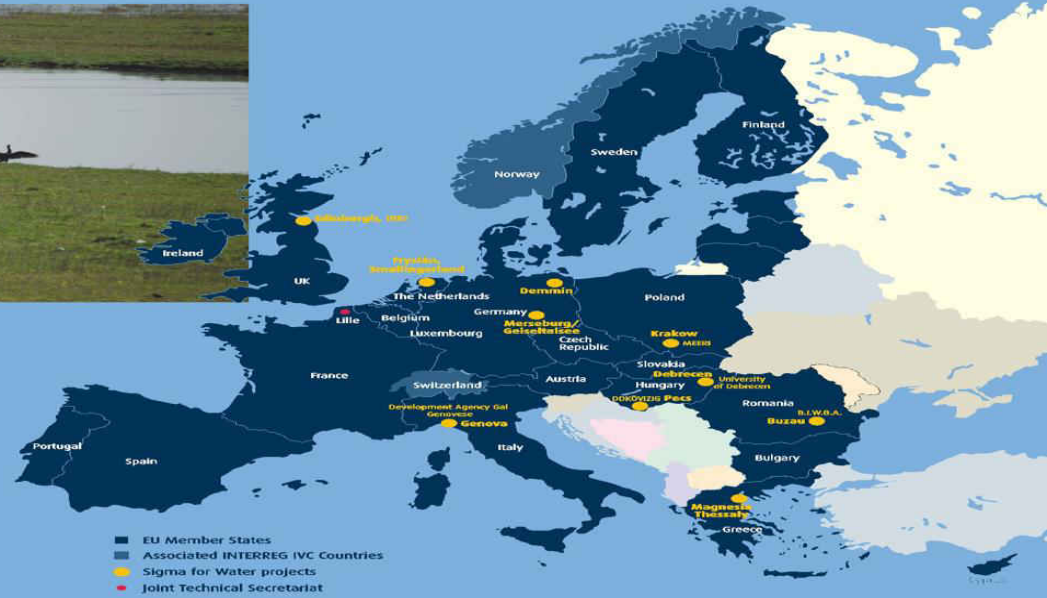 Finland
Sweden
Norway
Edinburgh,
Ireland
UK
Fryslân,
Smallingerland
The Netherlands
Demmin
Poland
Germany
Lille
Belgium
Merseburg/
Geiseltalsee
Luxembourg
Krakow
MEERI
Czech
Republic
Slovakia
France
Austria
Debrecen
University
of Debrecen
Switzerland
Hungary
Romania
DDKÖVIZIG Pecs
Development Agency Gal
Genovese
Genova
B.I.W.B.A.
Buzau
Portugal
Spain
Italy
Bulgary
Magnesia
Thessaly
Greece
EU Member States
Associated INTERREG IVC Countries
Sigma for Water projects
Joint Technical Secretariat